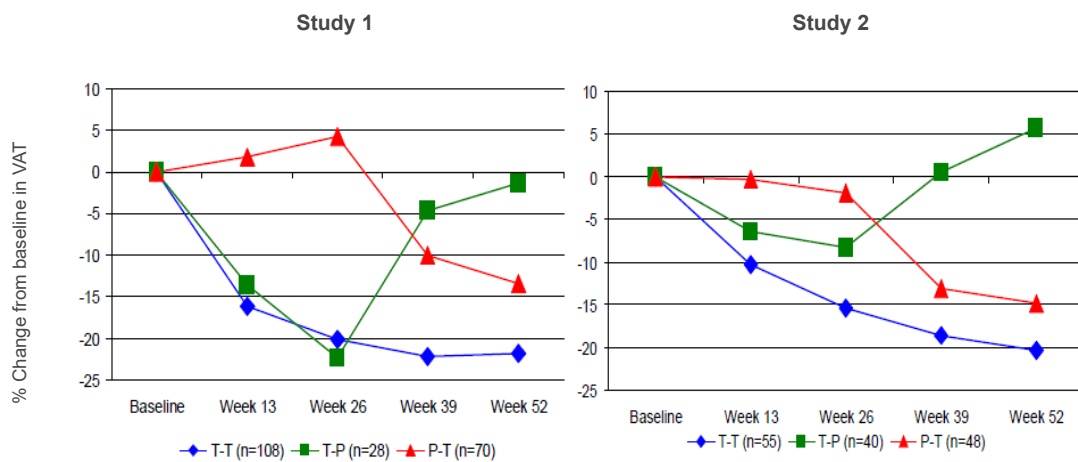 Study 1
Study 2
% Change from baseline in VAT
10
5
0
-5
-10
-15
-20
-25
Baseline Week 13 Week 26 Week 39 Week 52
T-T (n=108) T-P (n=28) P-T (n=70)
10
5
0
-5
-10
-15
-20
-25
Baseline Week 13 Week 26 Week 39 Week 52
T-T (n=55) T-P (n=40) P-T (n=48)